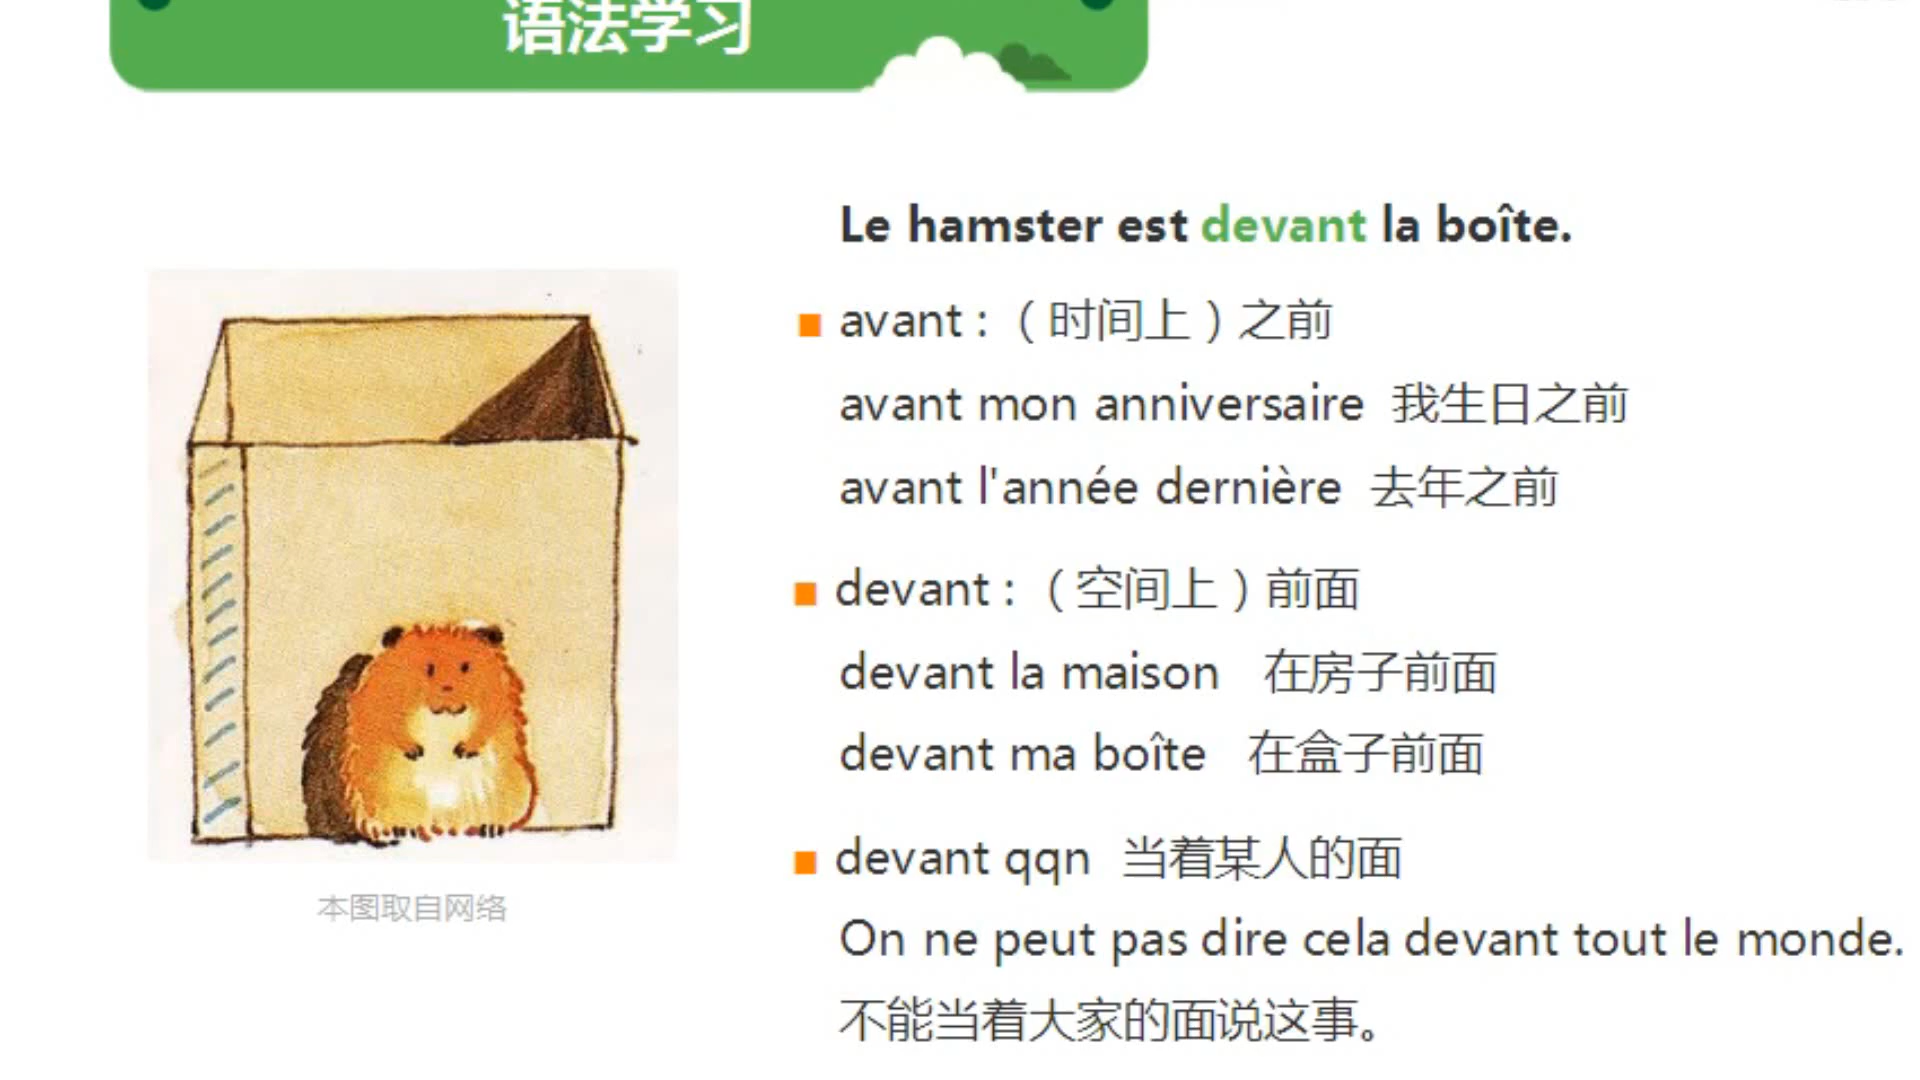 语法学习
Le hamster est devant la boîte.
avant :（时间上）之前
avant mon anniversaire 我生日之前
avant l'année dernière 去年之前
devant :（空间上）前面
devant la maison 在房子前面
devant ma boîte 在盒子前面
devant qqn 当着某人的面
On ne peut pas dire cela devant tout le monde.
不能当着大家的面说这事。
本图取自网络